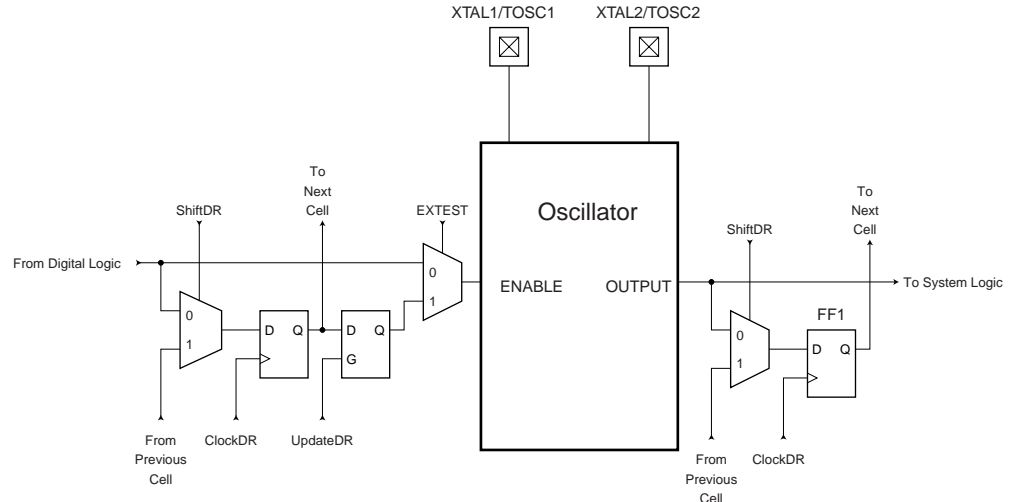 XTAL1/TOSC1
XTAL2/TOSC2
To
Next
Cell
ShiftDR
EXTEST
From Digital Logic
0
1
D Q
D Q
G
0
1
From
Previous
Cell
ClockDR
UpdateDR
Oscillator
ENABLE
OUTPUT
To
Next
Cell
ShiftDR
To System Logic
FF1
0
1
D Q
From
Previous
Cell
ClockDR